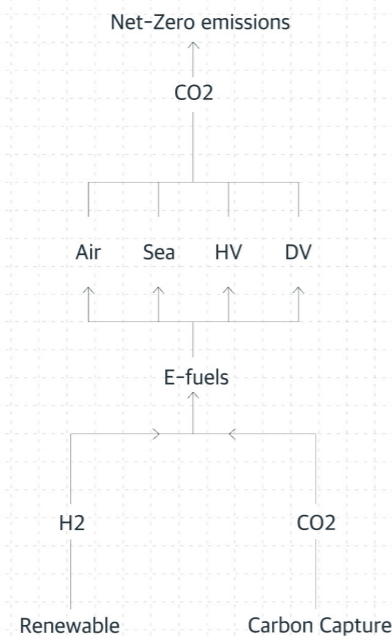 Net-Zero emissions
CO2
Air Sea HV DV
E-fuels
H2 CO2
Renewable Carbon Capture